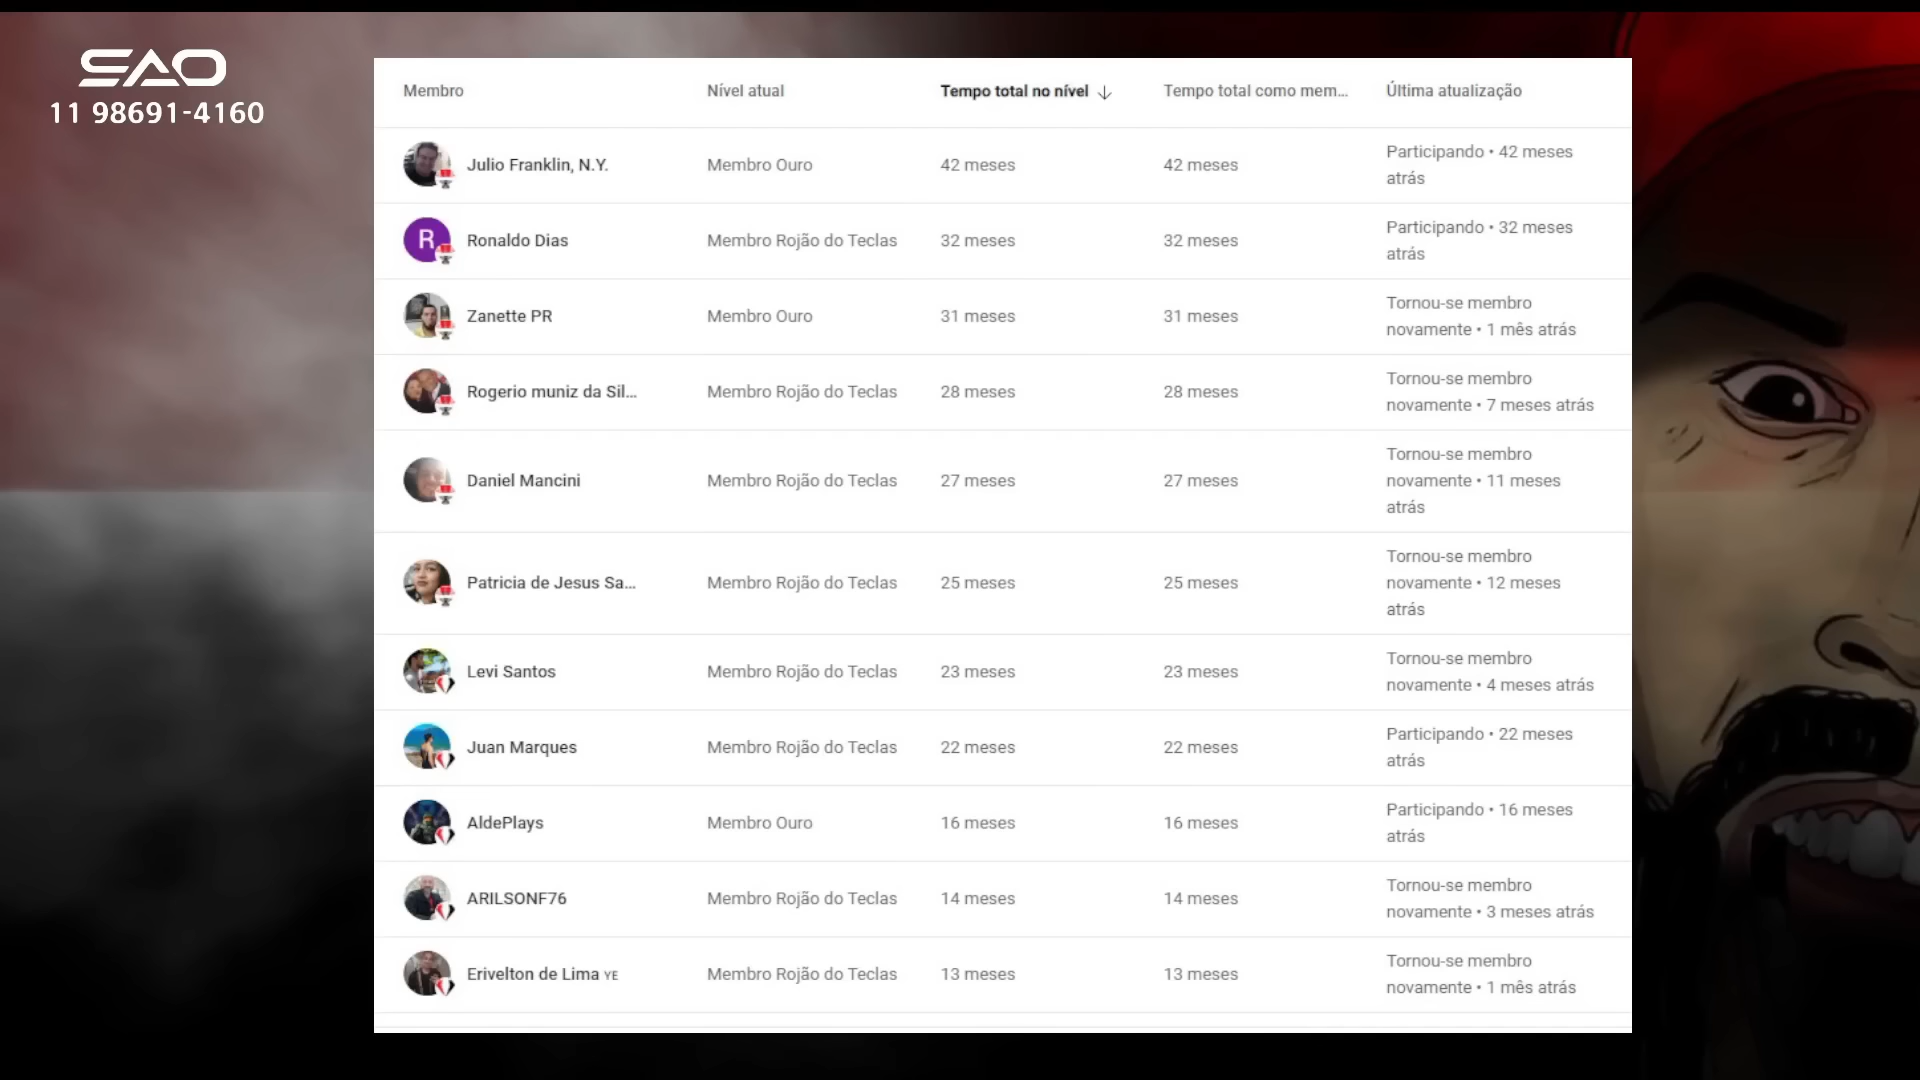 SAO
11 98691-4160
Membro Nível atual Tempo total no nível Tempo total como mem... Última atualização
Julio Franklin, N.Y. Membro Ouro 42 meses 42 meses Participando • 42 meses
atrás
R Ronaldo Dias Membro Rojão do Teclas 32 meses 32 meses Participando • 32 meses
atrás
Zanette PR Membro Ouro 31 meses 31 meses Tornou-se membro
novamente • 1 mês atrás
Rogerio muniz da Sil... Membro Rojão do Teclas 28 meses 28 meses Tornou-se membro
novamente • 7 meses atrás
Daniel Mancini Membro Rojão do Teclas 27 meses 27 meses Tornou-se membro
novamente • 11 meses
atrás
Patricia de Jesus Sa... Membro Rojão do Teclas 25 meses 25 meses Tornou-se membro
novamente • 12 meses
atrás
Levi Santos Membro Rojão do Teclas 23 meses 23 meses Tornou-se membro
novamente • 4 meses atrás
Juan Marques Membro Rojão do Teclas 22 meses 22 meses Participando • 22 meses
atrás
AldePlays Membro Ouro 16 meses 16 meses Participando • 16 meses
atrás
ARILSONF76 Membro Rojão do Teclas 14 meses 14 meses Tornou-se membro
novamente • 3 meses atrás
Erivelton de Lima YE Membro Rojão do Teclas 13 meses 13 meses Tornou-se membro
novamente • 1 mês atrás